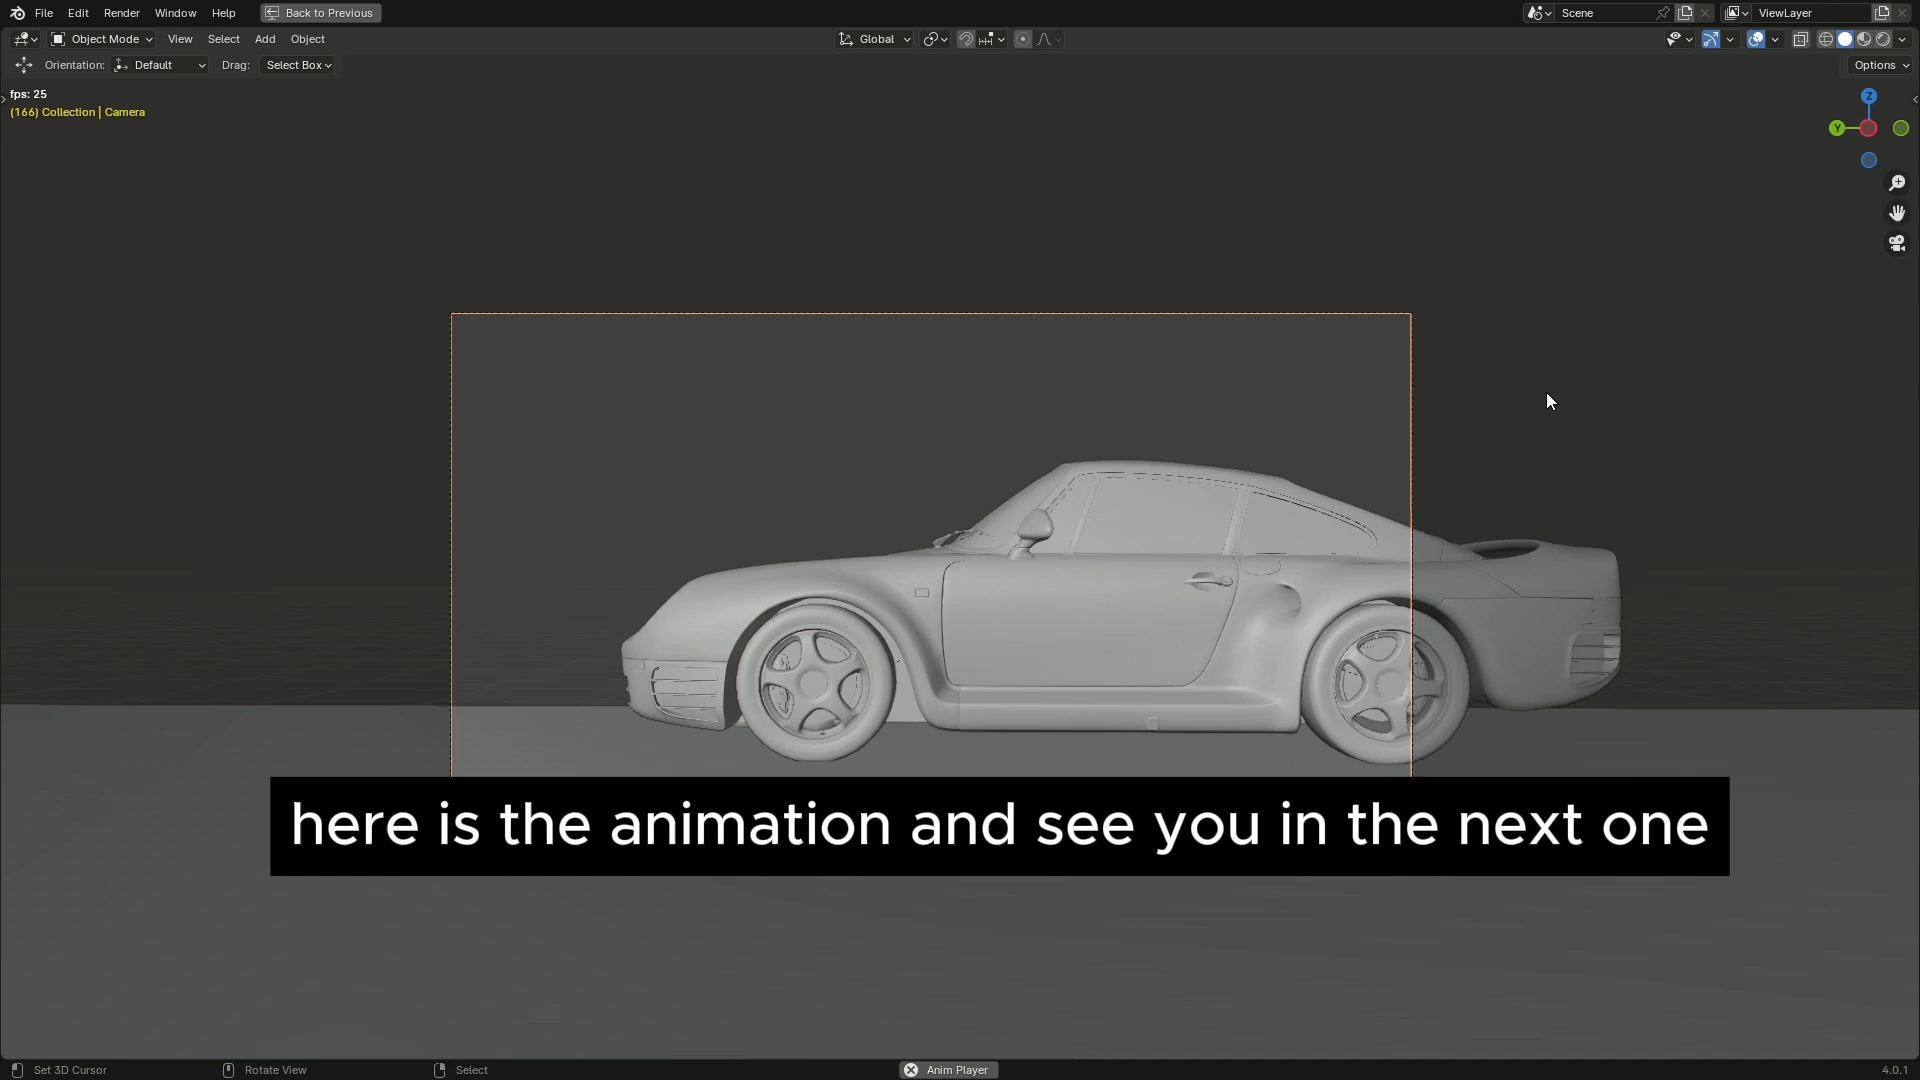 File Edit Render Window Help Back to Previous Scene ViewLayer
Object Mode View Select Add Object Global
Orientation: Default Drag: Select Box Options
fps: 25
(166) Collection | Camera
Z
Y
here is the animation and see you in the next one
Set 3D Cursor Rotate View Select Anim Player 4.0.1